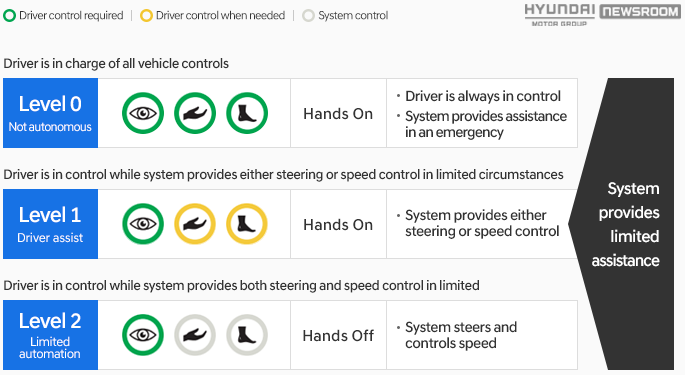 Driver control required | Driver control when needed | System control
HYUNDAI
MOTOR GROUP
NEWSROOM
Driver is in charge of all vehicle controls
Level 0
Not autonomous
Hands On
• Driver is always in control
• System provides assistance
in an emergency
Driver is in control while system provides either steering or speed control in limited circumstances
Level 1
Driver assist
Hands On
• System provides either
steering or speed control
Driver is in control while system provides both steering and speed control in limited
Level 2
Limited
automation
Hands Off
• System steers and
controls speed
System
provides
limited
assistance